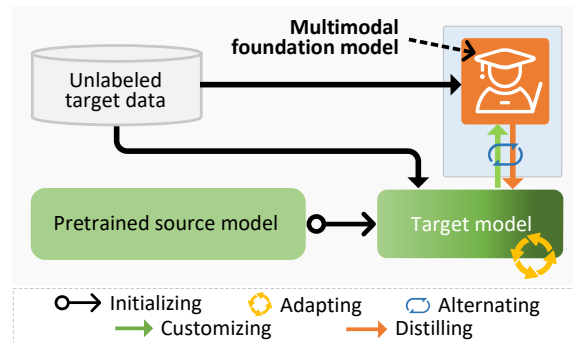 Multimodal
foundation model
Unlabeled
target data
Pretrained source model
Target model
Initializing
Adapting
Alternating
Customizing
Distilling